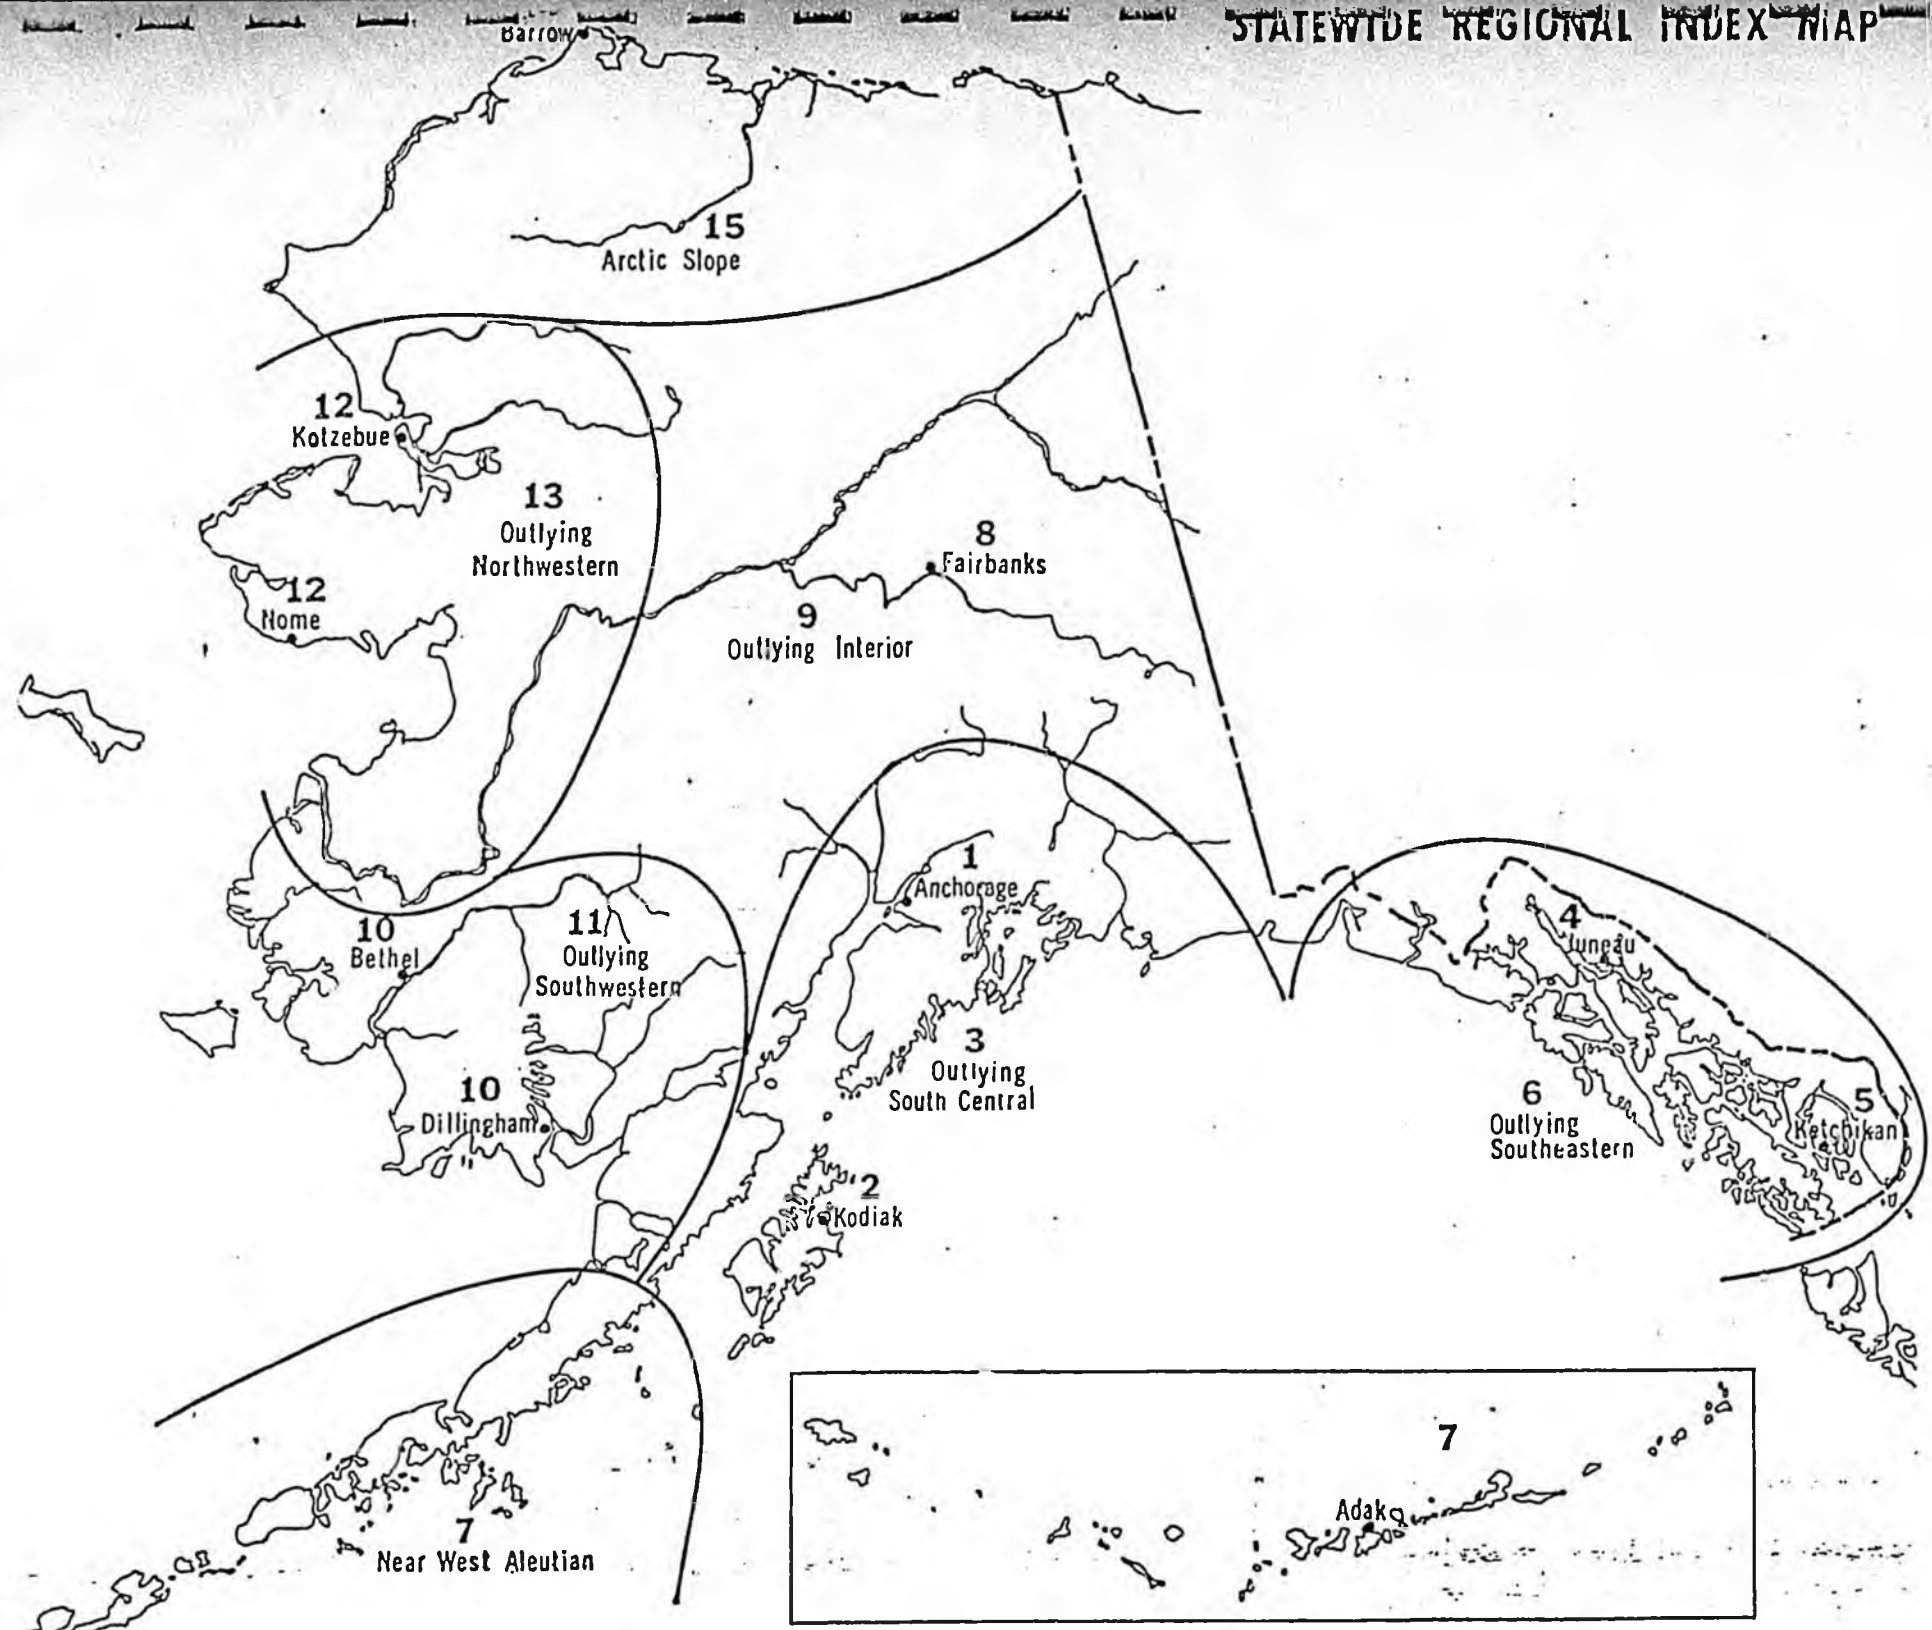 STATEWIDE REGIONAL INDEX MAP
Barrow
15
Arctic Slope
12
Kotzebue
13
Outlying
Northwestern
8
Fairbanks
12
Nome
9
Outlying Interior
1
Anchorage
10
Bethel
11
Outlying
Southwestern
4
Juneau
3
Outlying
South Central
10
Dillingham
6
Outlying
Southeastern
5
Ketchikan
2
Kodiak
7
Adak
7
Near West Aleutian